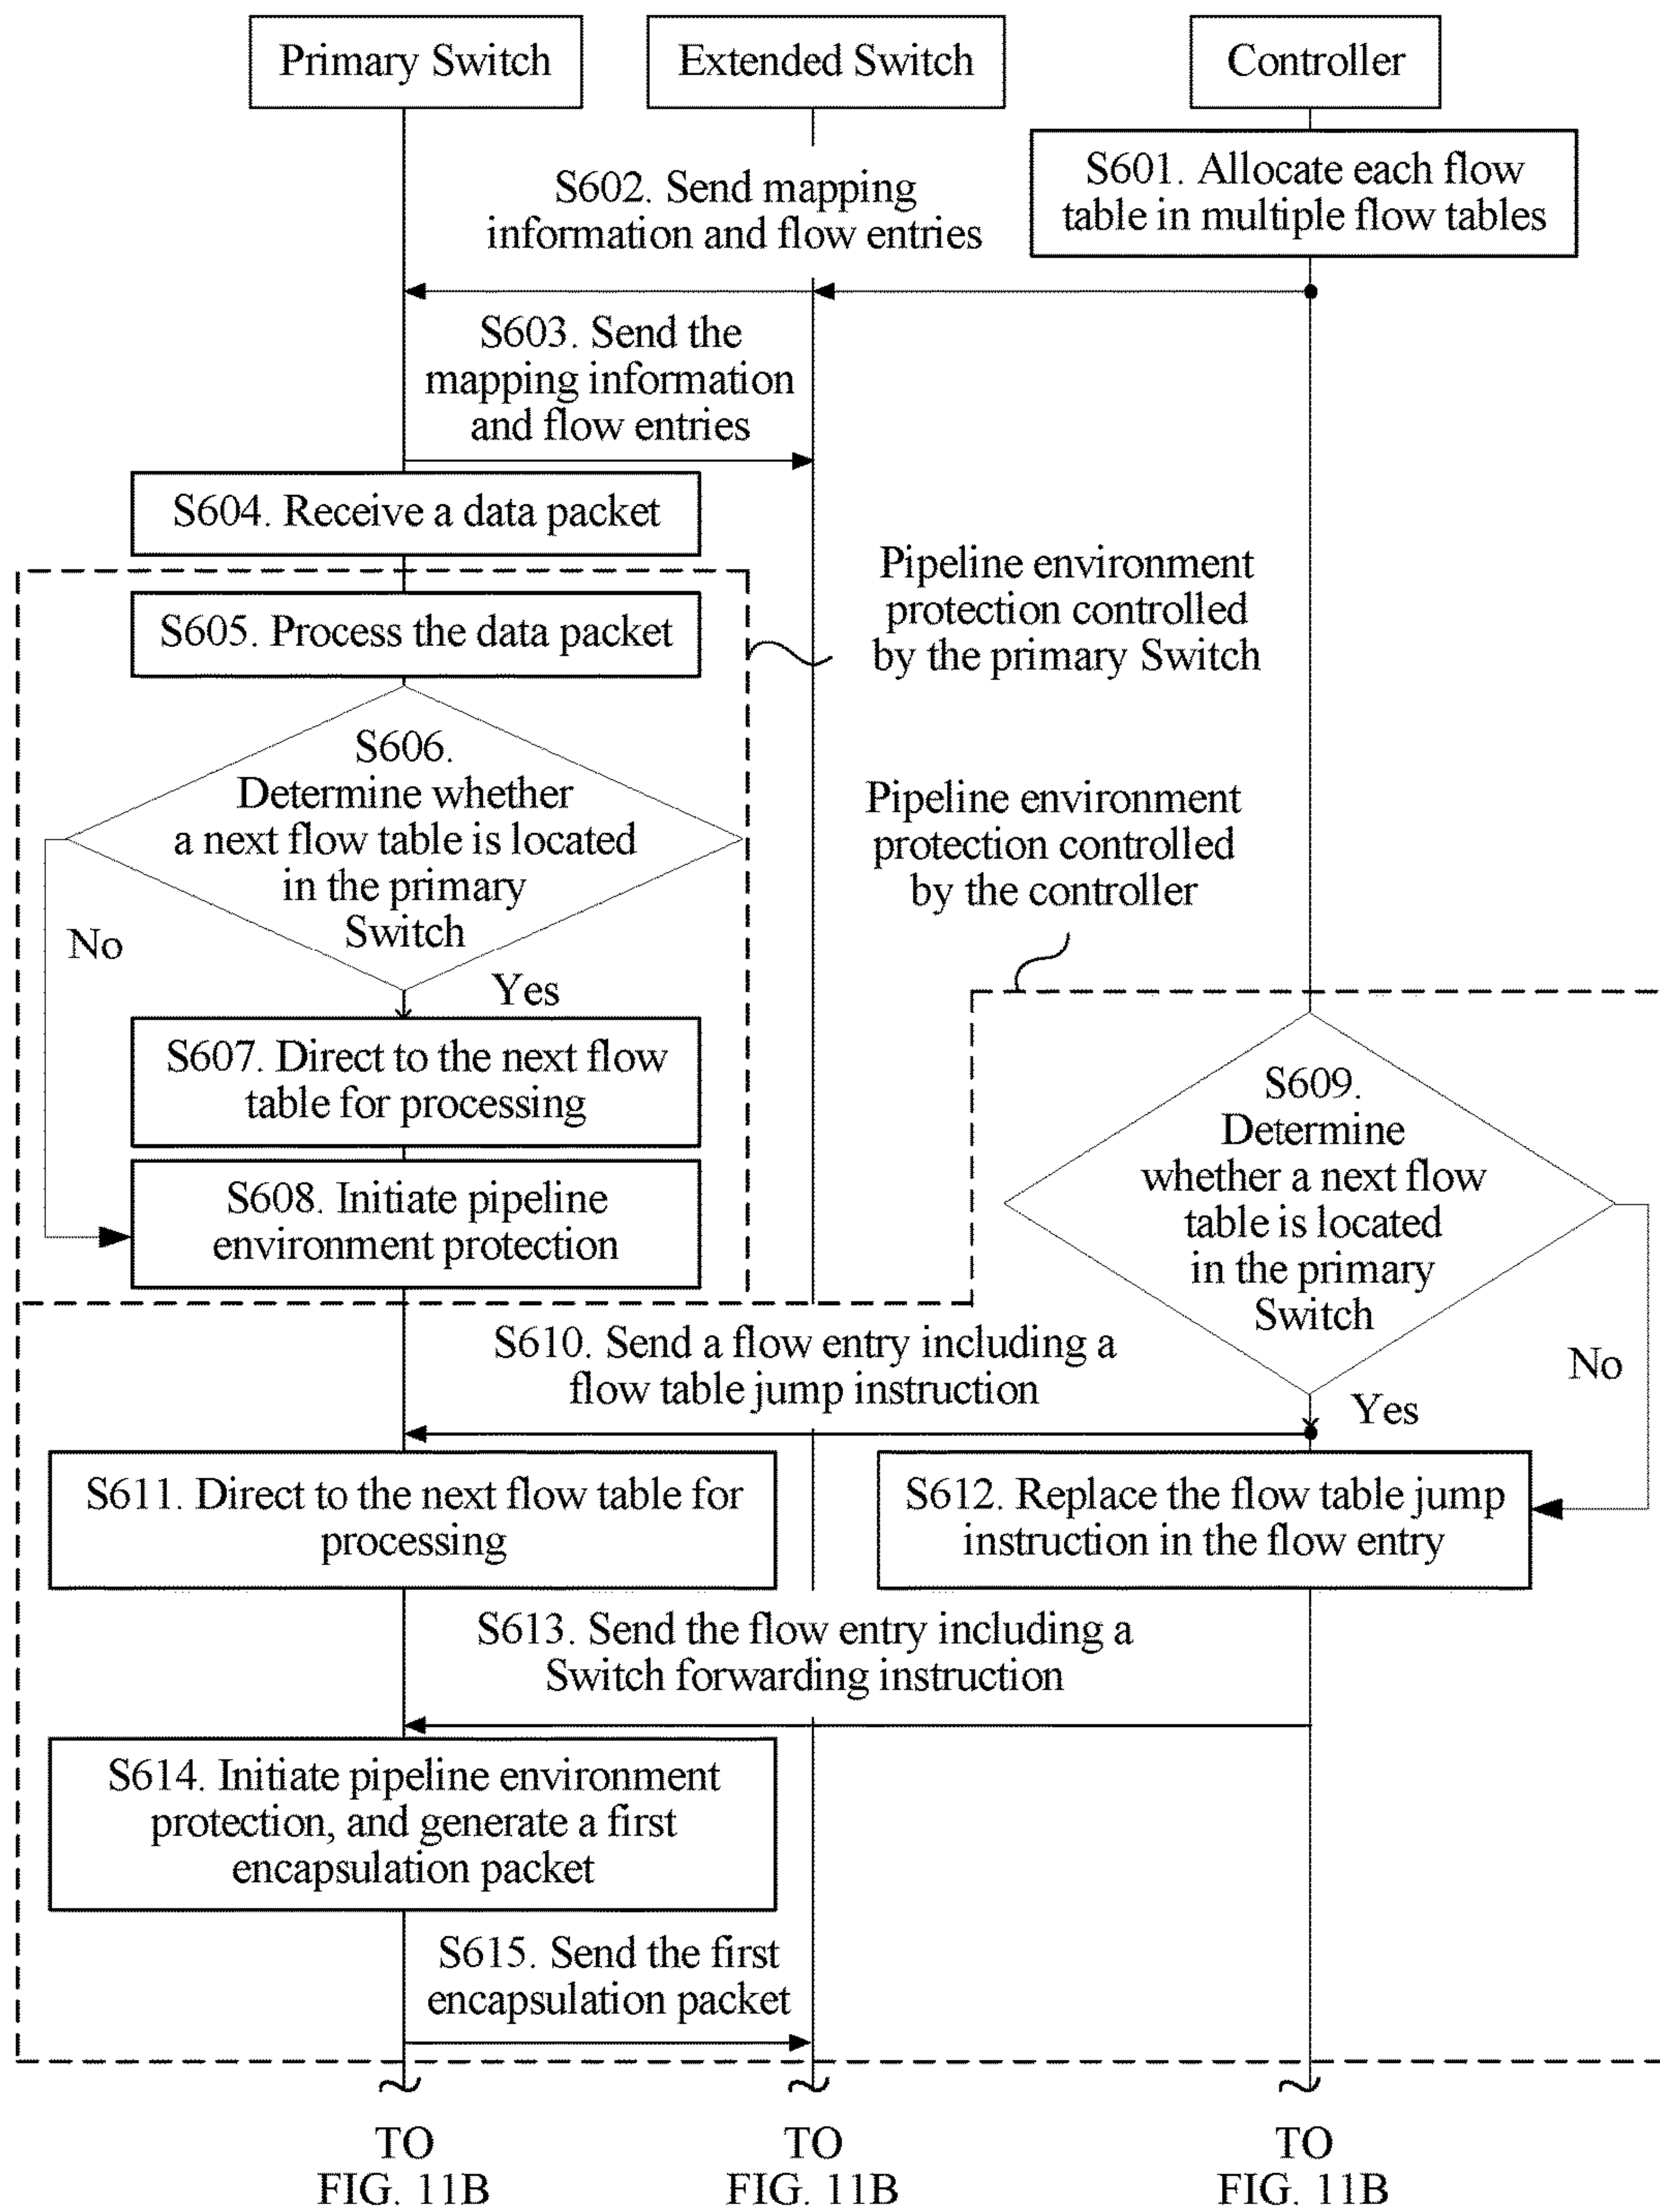 Primary Switch
Extended Switch
Controller
S601. Allocate each flow
table in multiple flow tables
S602. Send mapping
information and flow entries
S603. Send the
mapping information
and flow entries
S604. Receive a data packet
Pipeline environment
protection controlled
by the primary Switch
S605. Process the data packet
S606.
Determine whether
a next flow table is located
in the primary
Switch
Pipeline environment
protection controlled
by the controller
No
Yes
S607. Direct to the next flow
table for processing
S608. Initiate pipeline
environment protection
S609.
Determine
whether a next flow
table is located
in the primary
Switch
No
Yes
S610. Send a flow entry including a
flow table jump instruction
S611. Direct to the next flow table for
processing
S612. Replace the flow table jump
instruction in the flow entry
S613. Send the flow entry including a
Switch forwarding instruction
S614. Initiate pipeline environment
protection, and generate a first
encapsulation packet
S615. Send the first
encapsulation packet
TO
FIG. 11B
TO
FIG. 11B
TO
FIG. 11B